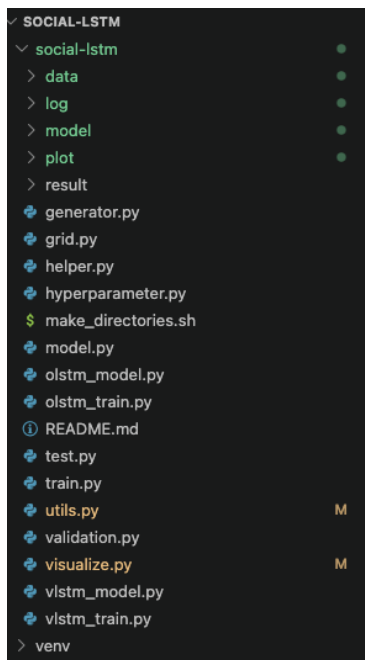 SOCIAL-LSTM
social-lstm
data
log
model
plot
result
generator.py
grid.py
helper.py
hyperparameter.py
$ make_directories.sh
model.py
olstm_model.py
olstm_train.py
README.md
test.py
train.py
utils.py M
validation.py
visualize.py M
vlstm_model.py
vlstm_train.py
venv